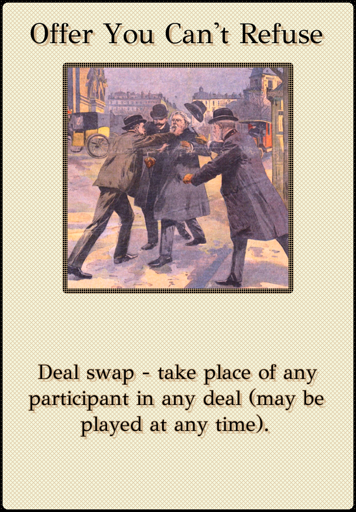 Offer You Can't Refuse
Deal swap - take place of any
participant in any deal (may be
played at any time).